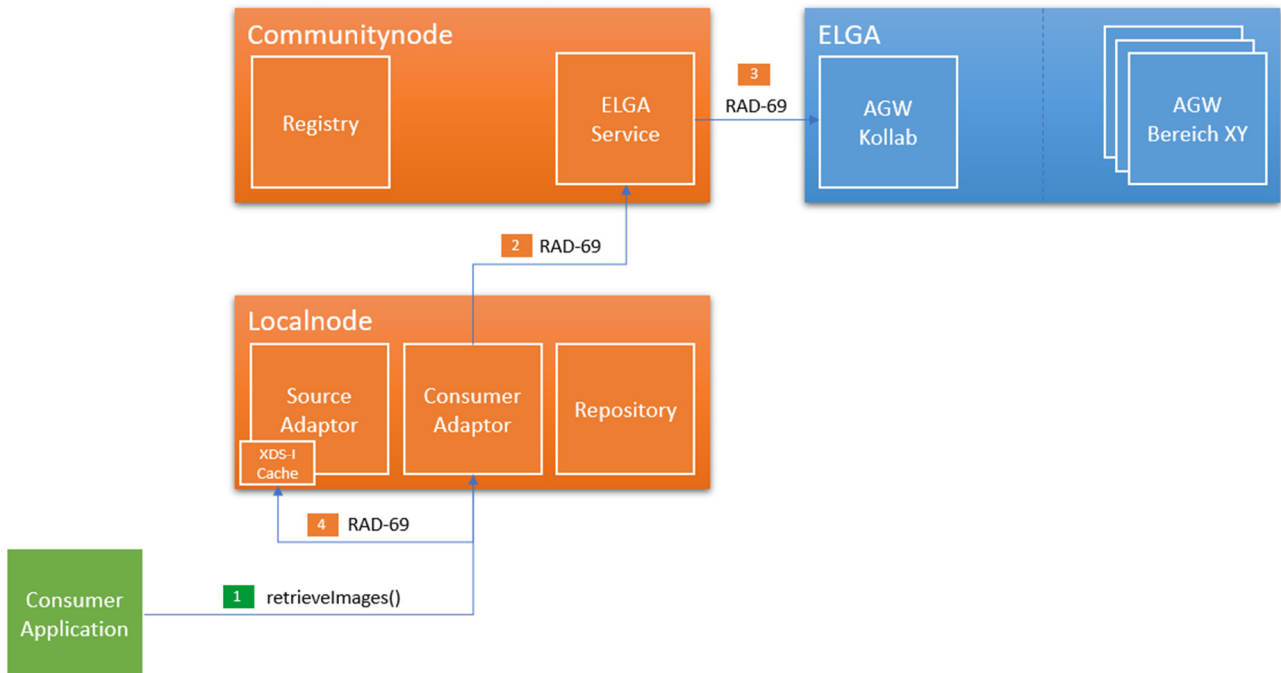 Communitynode
Registry
ELGA
Service
3
RAD-69
ELGA
AGW
Kollab
AGW
Bereich XY
2 RAD-69
Localnode
Source
Adaptor
XDS-I
Cache
Consumer
Adaptor
Repository
4 RAD-69
1 retrieveImages()
Consumer
Application